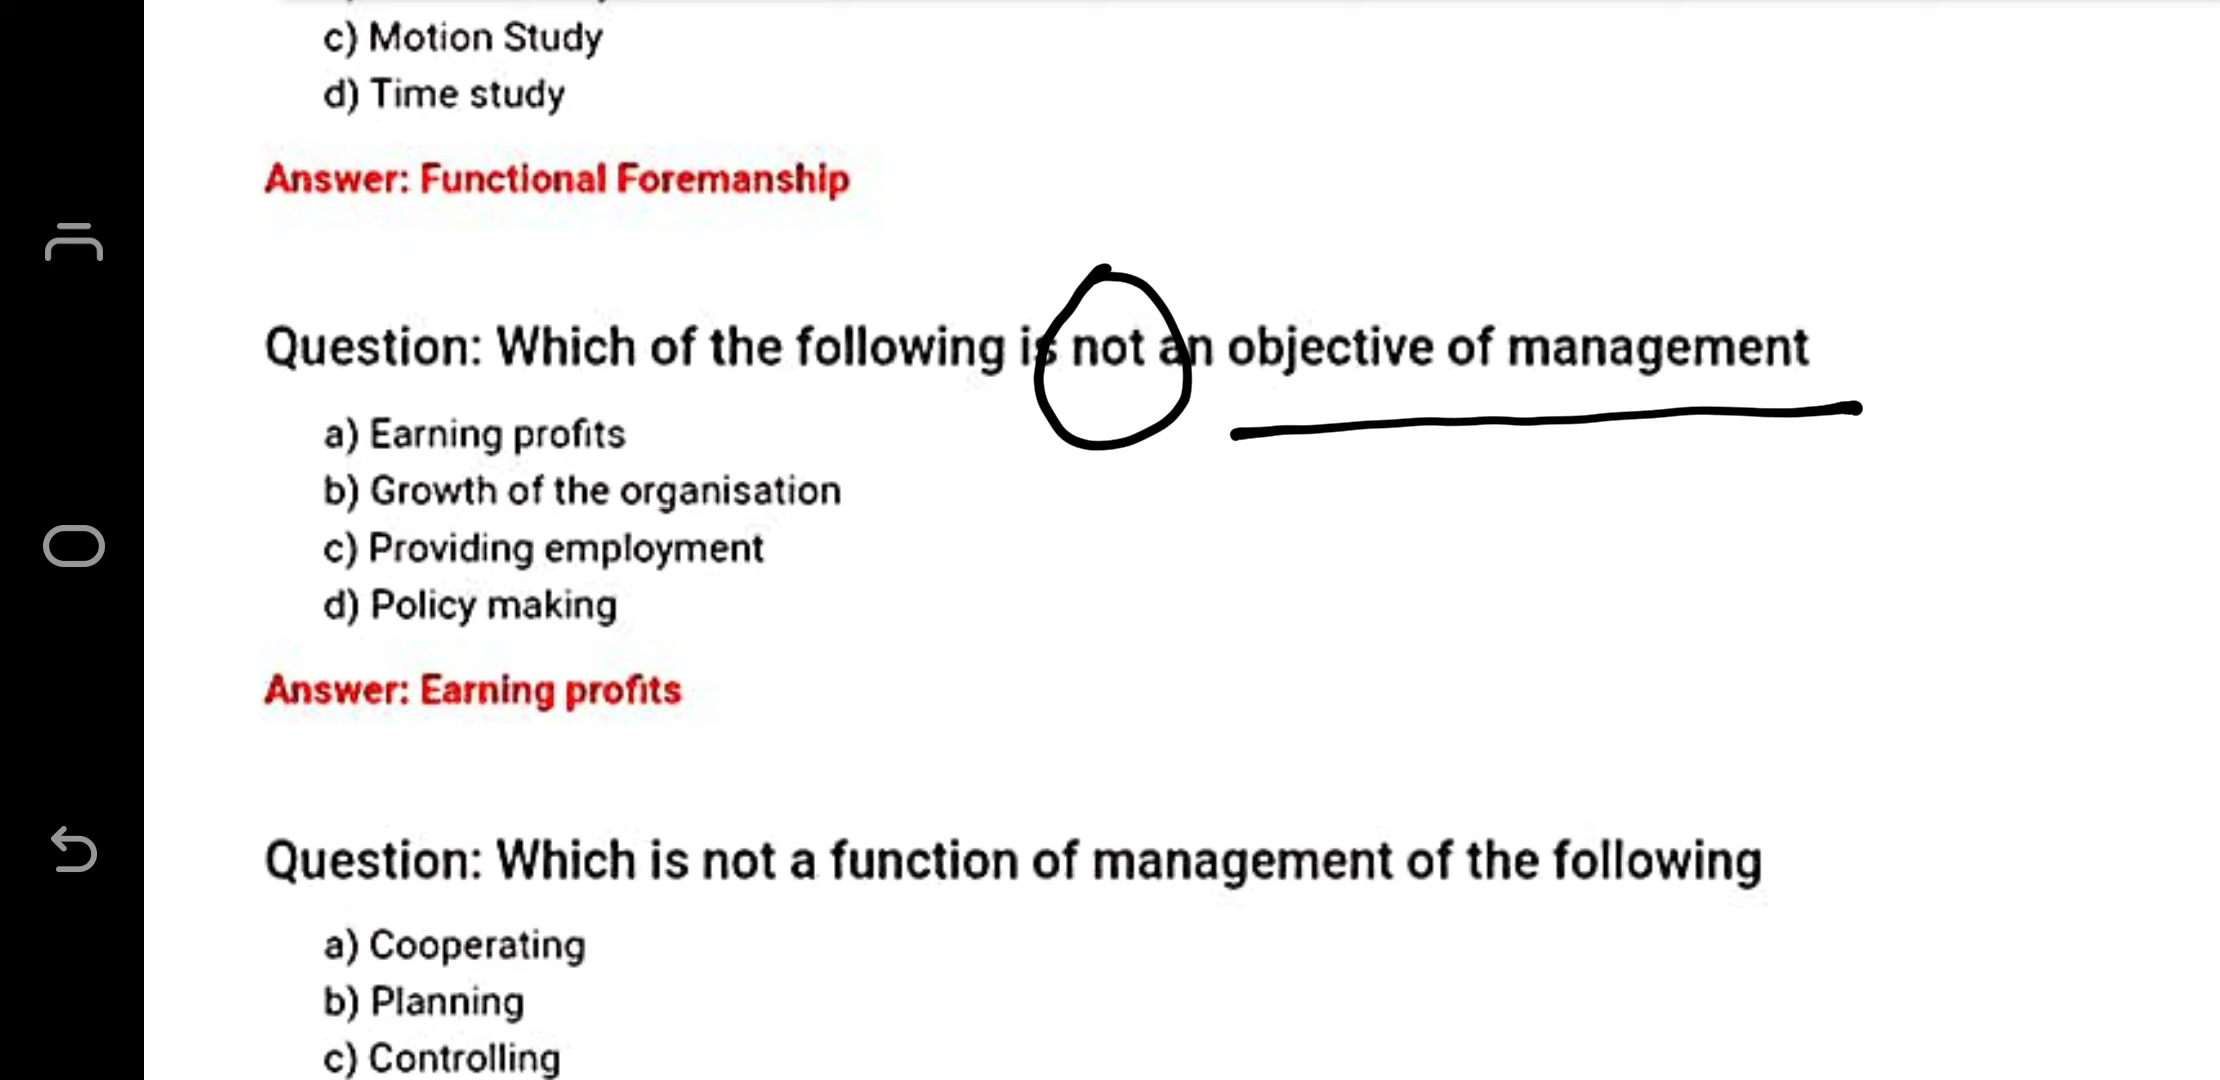 c) Motion Study
d) Time study
Answer: Functional Foremanship
Question: Which of the following is not an objective of management
a) Earning profits
b) Growth of the organisation
c) Providing employment
d) Policy making
Answer: Earning profits
Question: Which is not a function of management of the following
a) Cooperating
b) Planning
c) Controlling